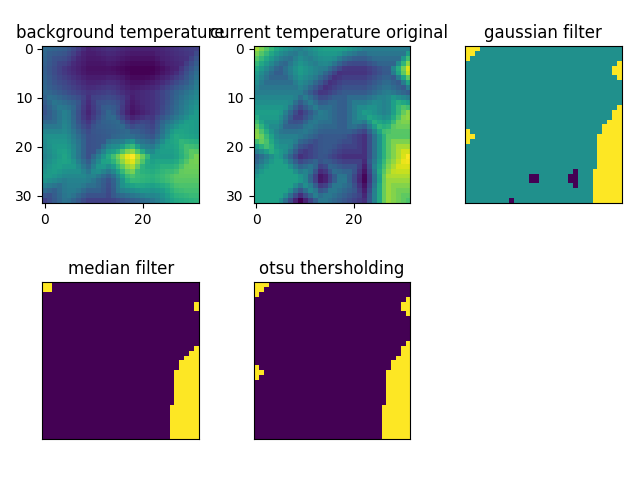 background temperature
current temperature original
gaussian filter
0
10
20
30
0
20
0
10
20
30
0
20
median filter
otsu thersholding